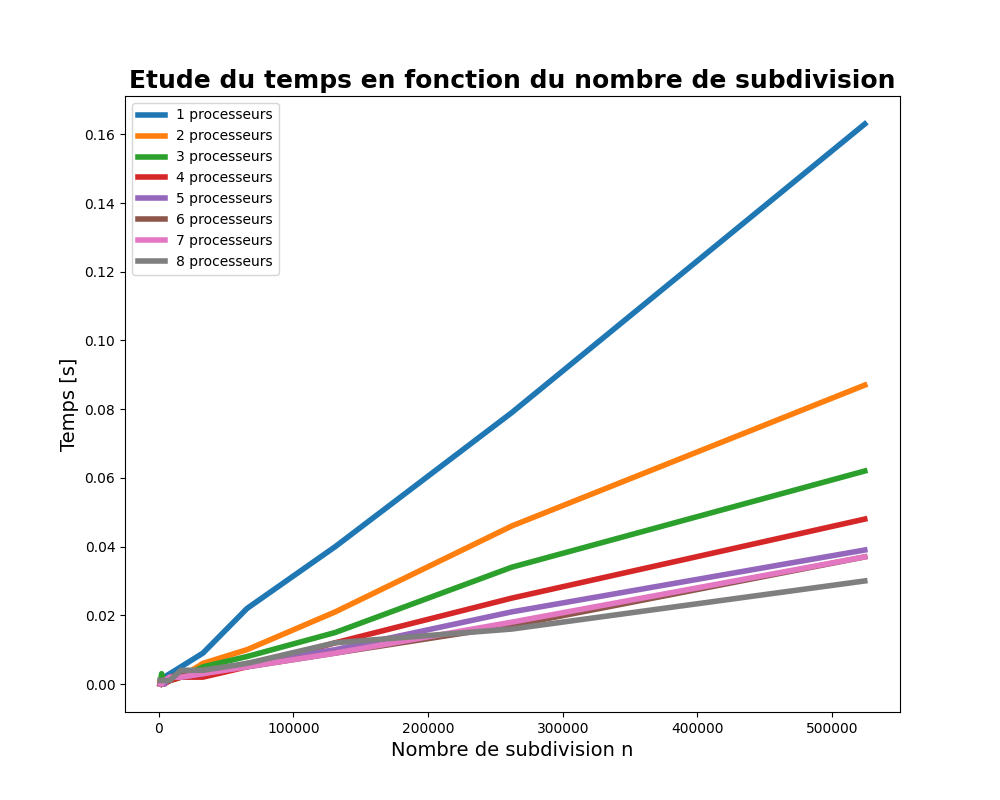 Etude du temps en fonction du nombre de subdivision
1 processeurs
2 processeurs
3 processeurs
4 processeurs
5 processeurs
6 processeurs
7 processeurs
8 processeurs
0.16
0.14
0.12
0.10
0.08
0.06
0.04
0.02
0.00
Temps [s]
0 100000 200000 300000 400000 500000
Nombre de subdivision n